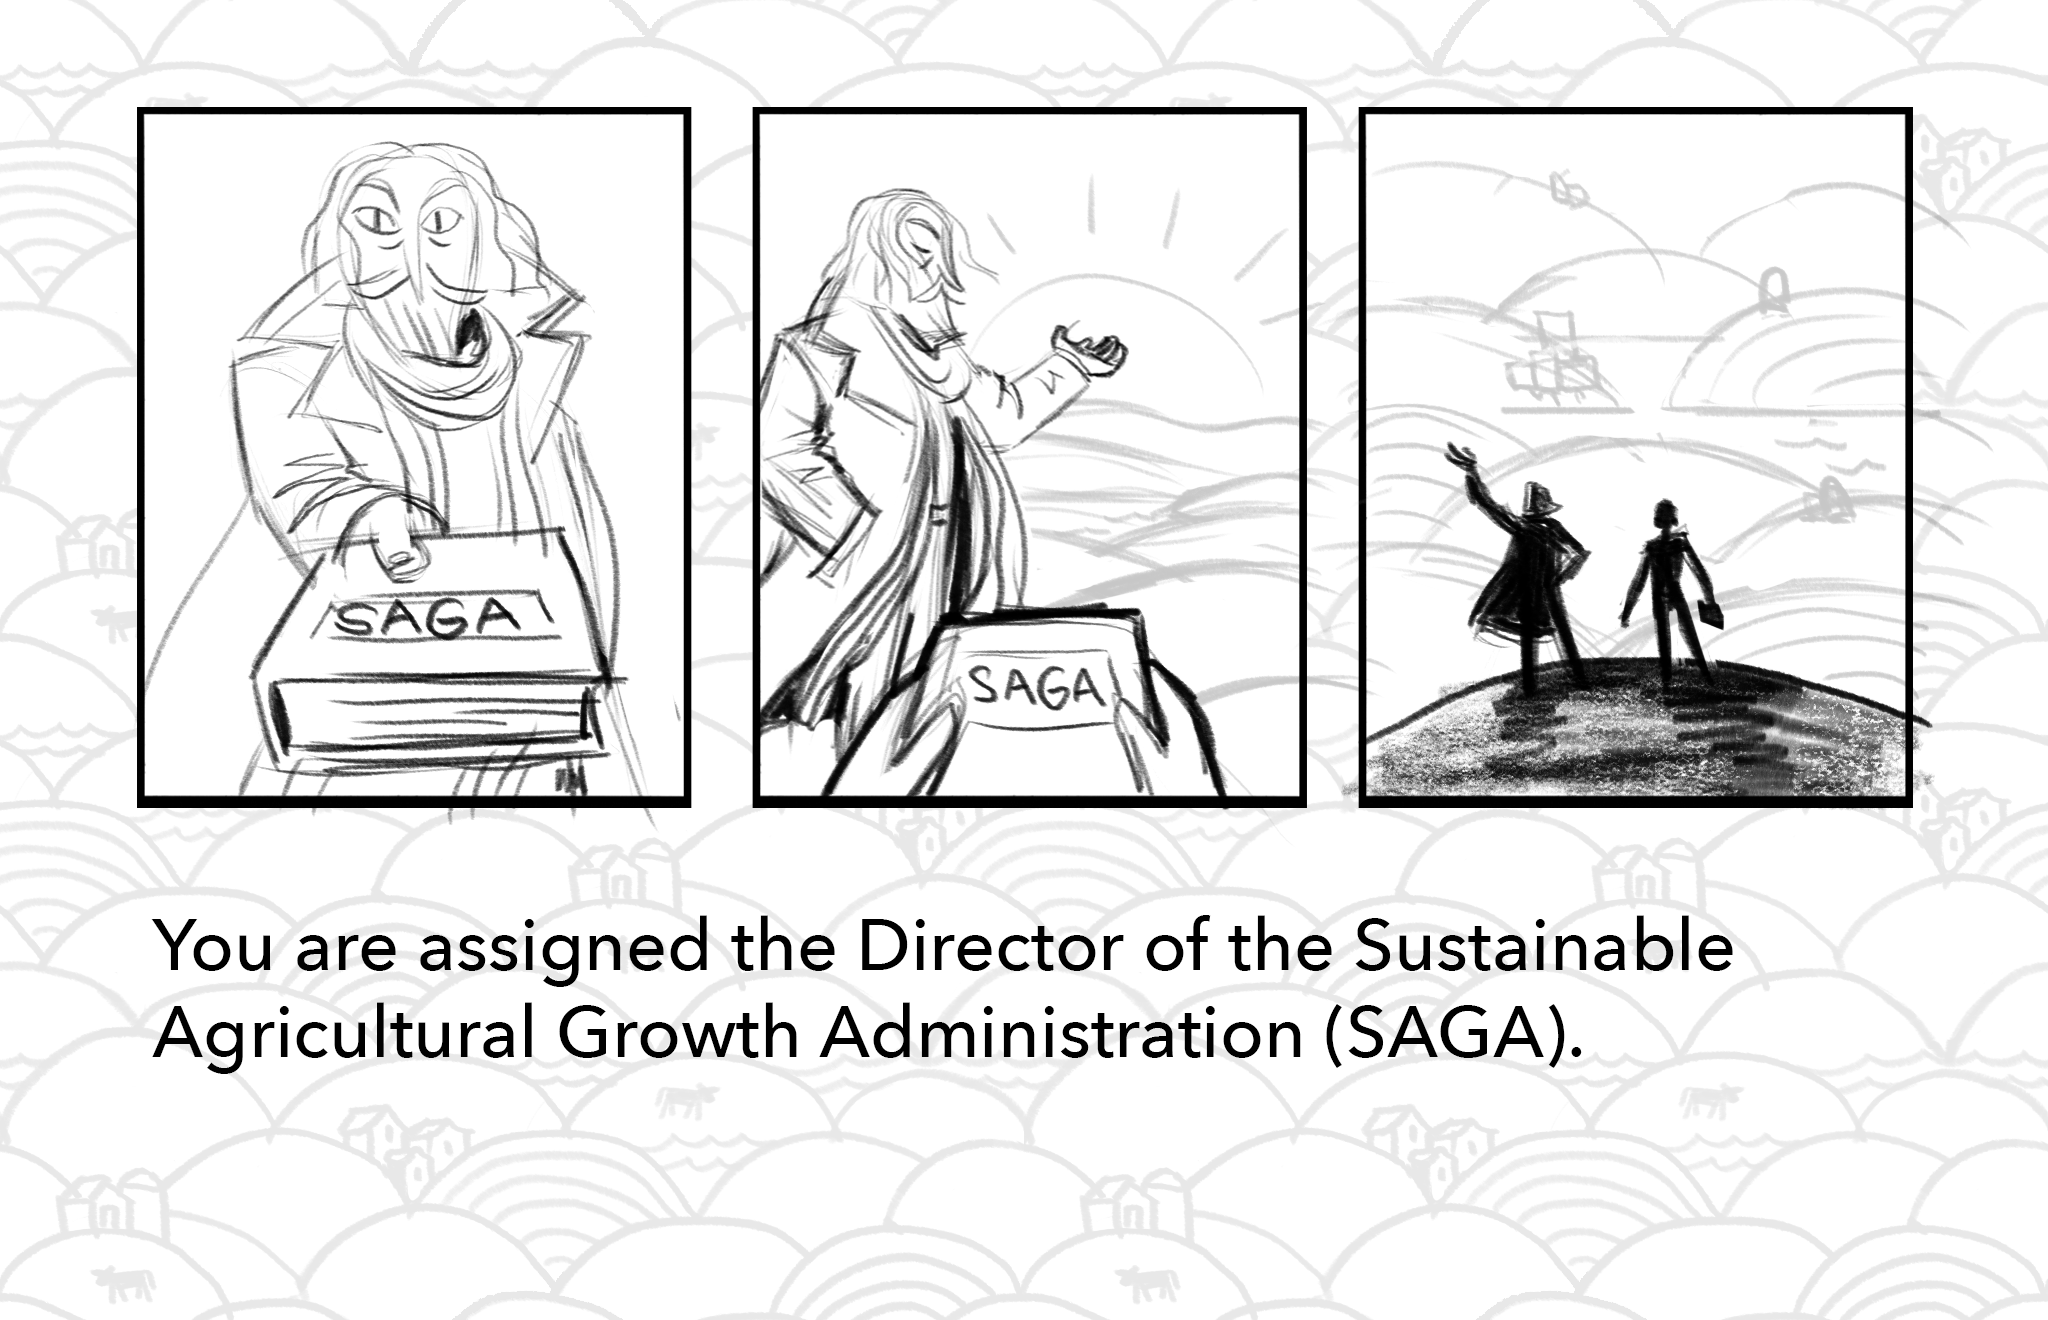 SAGA
SAGA
You are assigned the Director of the Sustainable
Agricultural Growth Administration (SAGA).